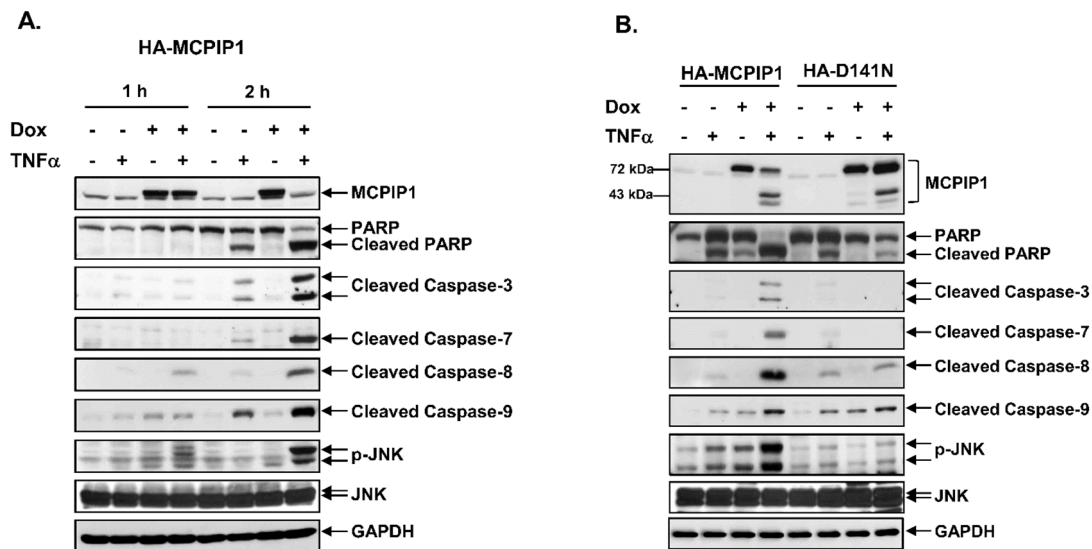 A.
HA-MCPIP1
1 h 2 h
Dox - - + + - - + +
TNFα - + - + - + - +
MCPIP1
PARP
Cleaved PARP
Cleaved Caspase-3
Cleaved Caspase-7
Cleaved Caspase-8
Cleaved Caspase-9
p-JNK
JNK
GAPDH
B.
HA-MCPIP1 HA-D141N
Dox - - + + - - + +
TNFα - + - + - + - +
72 kDa
43 kDa
MCPIP1
PARP
Cleaved PARP
Cleaved Caspase-3
Cleaved Caspase-7
Cleaved Caspase-8
Cleaved Caspase-9
p-JNK
JNK
GAPDH